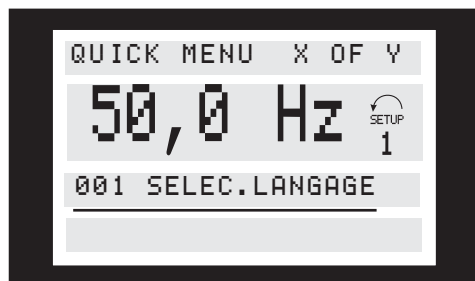 QUICK MENU X OF Y
50,0 Hz
SETUP
1
001 SELEC.LANGAGE